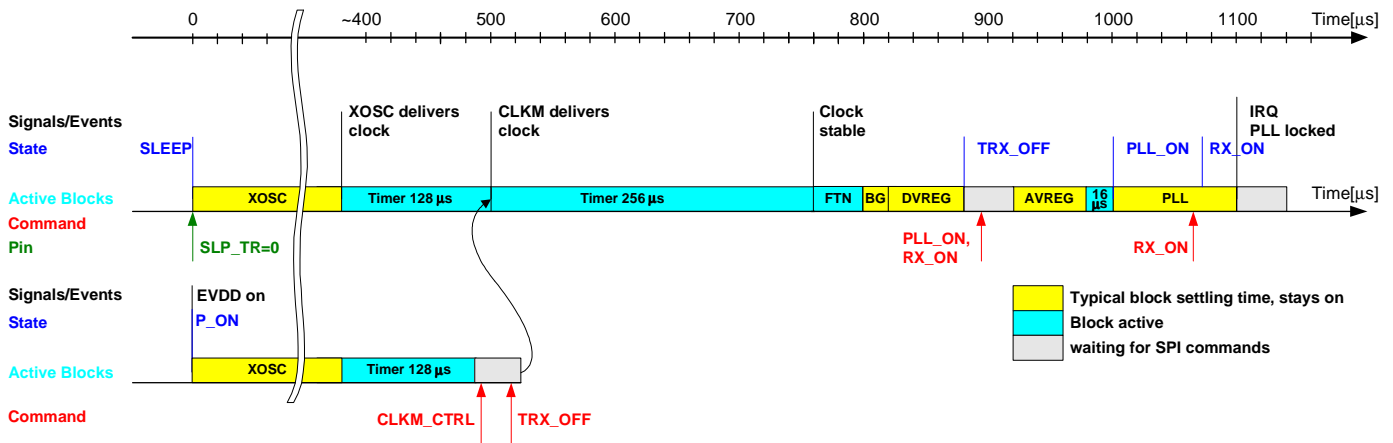 0 ~400 500 600 700 800 900 1000 1100 Time[µs]
XOSC delivers
clock
CLKM delivers
clock
Clock
stable
IRQ
PLL locked
Signals/Events
State
SLEEP
TRX_OFF
PLL_ON
RX_ON
Active Blocks
XOSC
Timer 128 µs
Timer 256 µs
FTN
BG
DVREG
AVREG
16
µs
PLL
Time[µs]
Command
Pin
SLP_TR=0
PLL_ON,
RX_ON
RX_ON
Signals/Events
EVDD on
State
P_ON
Typical block settling time, stays on
Block active
waiting for SPI commands
Active Blocks
XOSC
Timer 128 µs
Command
CLKM_CTRL
TRX_OFF